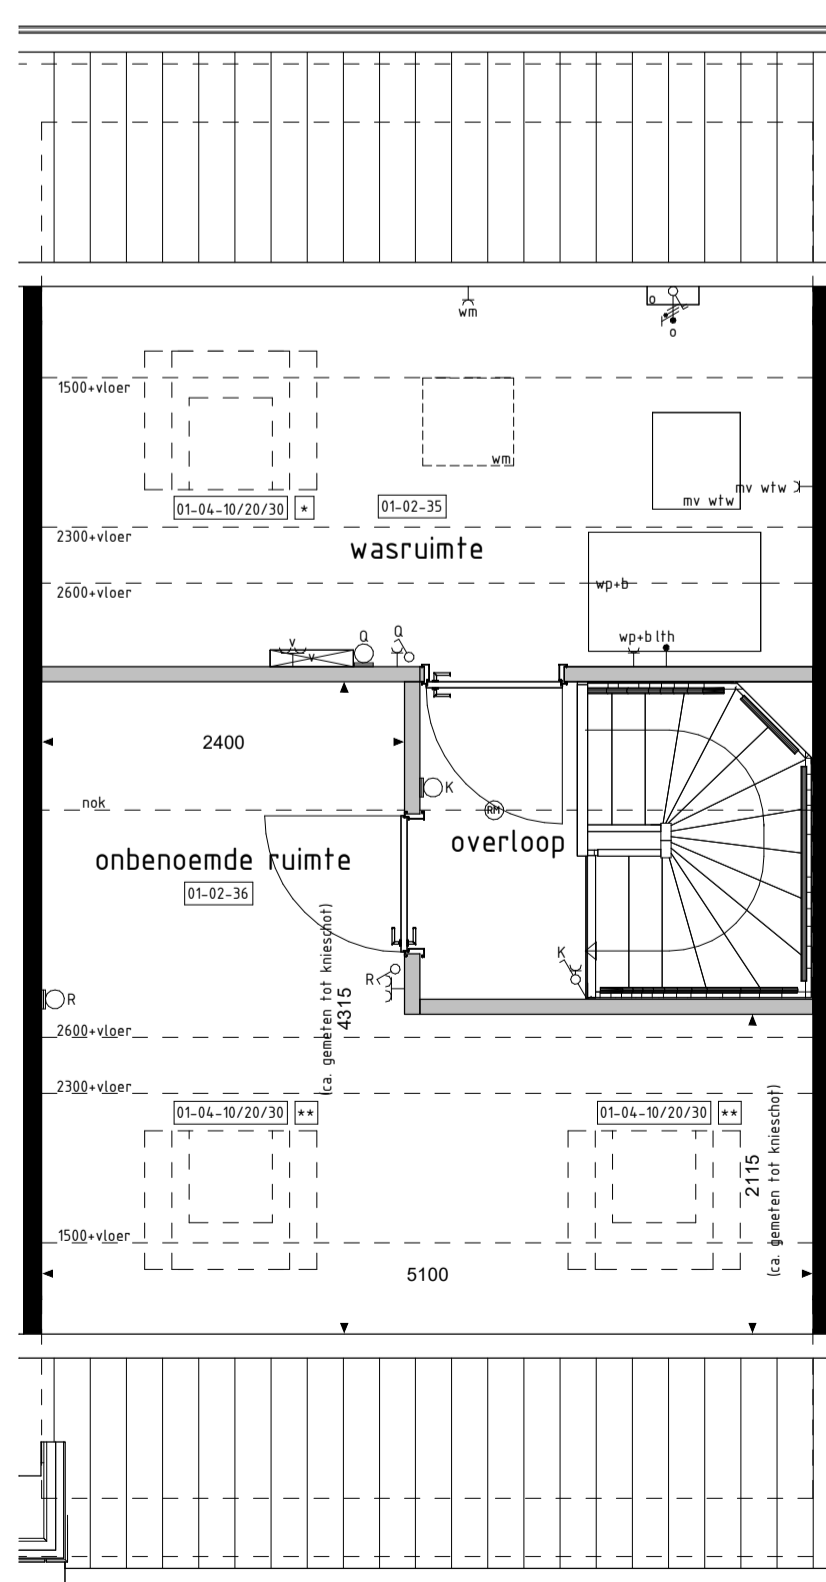 wm
o
o
1500+vloer
wm
mv wtw
mv wtw
01-04-10/20/30 *
01-02-35
2300+vloer
wasruimte
2600+vloer
wp+b
v
v
Q
Q
wp+b lth
2400
K
nok
RM
overloop
onbenoemde ruimte
01-02-36
K
R
R
4315
(ca. gemeten tot knieschot)
2600+vloer
2300+vloer
01-04-10/20/30 **
01-04-10/20/30 **
2115
(ca. gemeten tot knieschot)
1500+vloer
5100